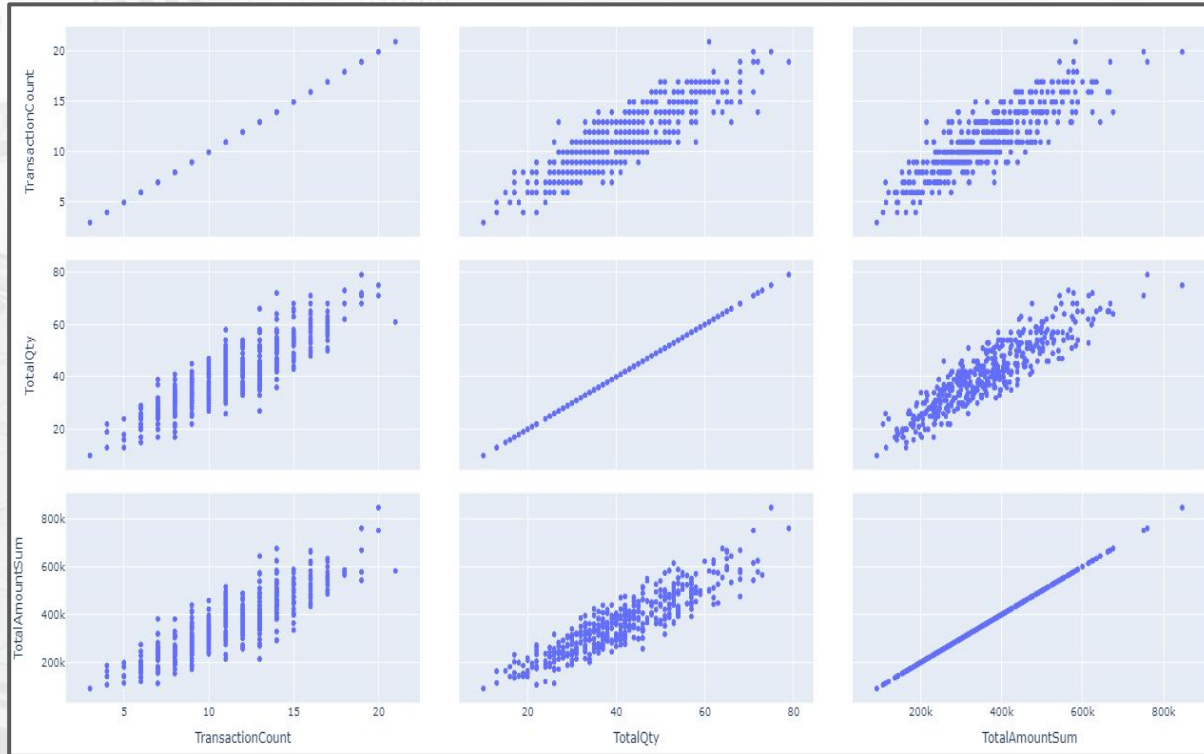 TransactionCount
20
15
10
5
TotalQty
80
60
40
20
TotalAmountSum
800k
600k
400k
200k
5 10 15 20
20 40 60 80
200k 400k 600k 800k
TransactionCount
TotalQty
TotalAmountSum